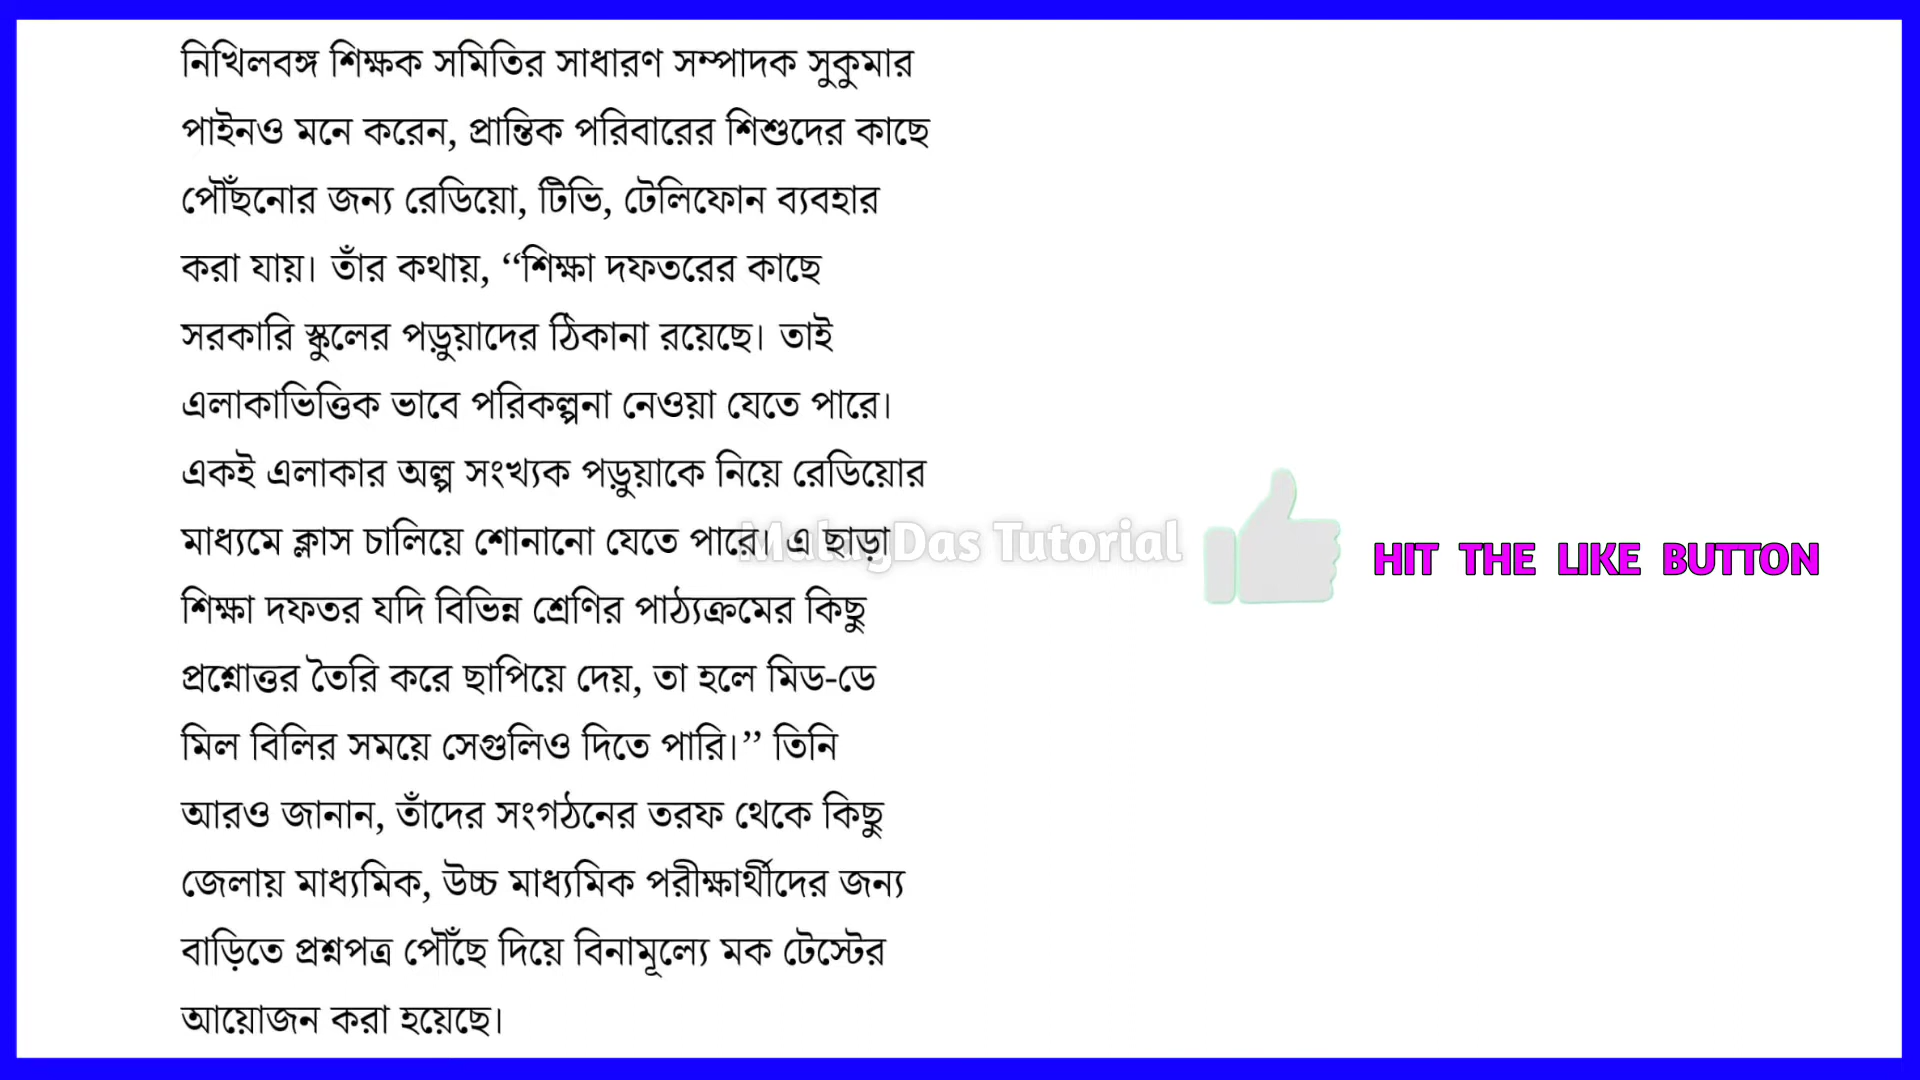 নিখিলবঙ্গ শিক্ষক সমিতির সাধারণ সম্পাদক সুকুমার
পাইনও মনে করেন, প্রান্তিক পরিবারের শিশুদের কাছে
পৌঁছনোর জন্য রেডিয়ো, টিভি, টেলিফোন ব্যবহার
করা যায়। তাঁর কথায়, “শিক্ষা দফতরের কাছে
সরকারি স্কুলের পড়ুয়াদের ঠিকানা রয়েছে। তাই
এলাকাভিত্তিক ভাবে পরিকল্পনা নেওয়া যেতে পারে।
একই এলাকার অল্প সংখ্যক পড়ুয়াকে নিয়ে রেডিয়োর
মাধ্যমে ক্লাস চালিয়ে শোনানো যেতে পারে। এ ছাড়া
শিক্ষা দফতর যদি বিভিন্ন শ্রেণির পাঠ্যক্রমের কিছু
প্রশ্নোত্তর তৈরি করে ছাপিয়ে দেয়, তা হলে মিড-ডে
মিল বিলির সময়ে সেগুলিও দিতে পারি।” তিনি
আরও জানান, তাঁদের সংগঠনের তরফ থেকে কিছু
জেলায় মাধ্যমিক, উচ্চ মাধ্যমিক পরীক্ষার্থীদের জন্য
বাড়িতে প্রশ্নপত্র পৌঁছে দিয়ে বিনামূল্যে মক টেস্টের
আয়োজন করা হয়েছে।
MalayDas Tutorial
HIT THE LIKE BUTTON